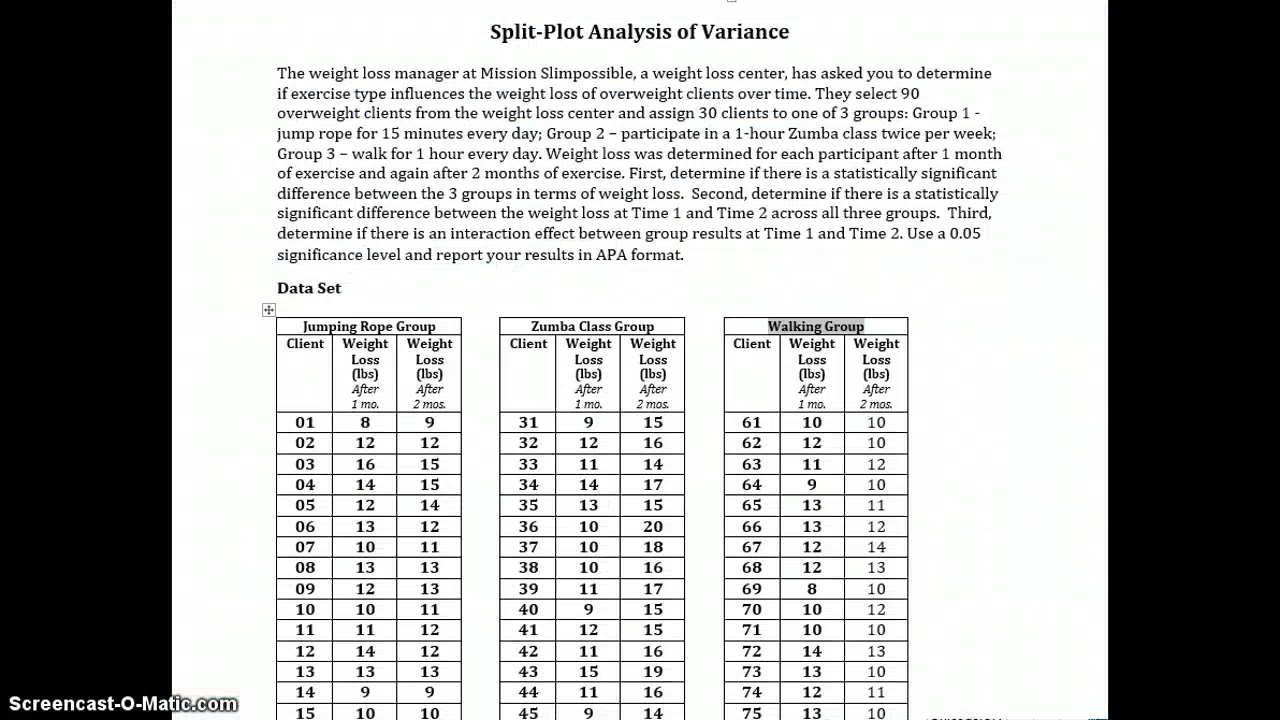 Split-Plot Analysis of Variance
The weight loss manager at Mission Slimpossible, a weight loss center, has asked you to determine
if exercise type influences the weight loss of overweight clients over time. They select 90
overweight clients from the weight loss center and assign 30 clients to one of 3 groups: Group 1 -
jump rope for 15 minutes every day; Group 2 – participate in a 1-hour Zumba class twice per week;
Group 3 – walk for 1 hour every day. Weight loss was determined for each participant after 1 month
of exercise and again after 2 months of exercise. First, determine if there is a statistically significant
difference between the 3 groups in terms of weight loss.  Second, determine if there is a statistically
significant difference between the weight loss at Time 1 and Time 2 across all three groups.  Third,
determine if there is an interaction effect between group results at Time 1 and Time 2. Use a 0.05
significance level and report your results in APA format.
Data Set
Jumping Rope Group Zumba Class Group Walking Group
Client Weight Weight Client Weight Weight Client Weight Weight
Loss Loss Loss Loss Loss Loss
(lbs) (lbs) (lbs) (lbs) (lbs) (lbs)
After After After After After After
1 mo. 2 mos. 1 mo. 2 mos. 1 mo. 2 mos.
01 8 9 31 9 15 61 10 10
02 12 12 32 12 16 62 12 10
03 16 15 33 11 14 63 11 12
04 14 15 34 14 17 64 9 10
05 12 14 35 13 15 65 13 11
06 13 12 36 10 20 66 13 12
07 10 11 37 10 18 67 12 14
08 13 13 38 10 16 68 12 13
09 12 13 39 11 17 69 8 10
10 10 11 40 9 15 70 10 12
11 11 12 41 12 15 71 10 10
12 14 12 42 11 16 72 14 13
13 13 13 43 15 19 73 13 10
14 9 9 44 11 16 74 12 11
15 10 10 45 9 14 75 13 10
Screencast-O-Matic.com